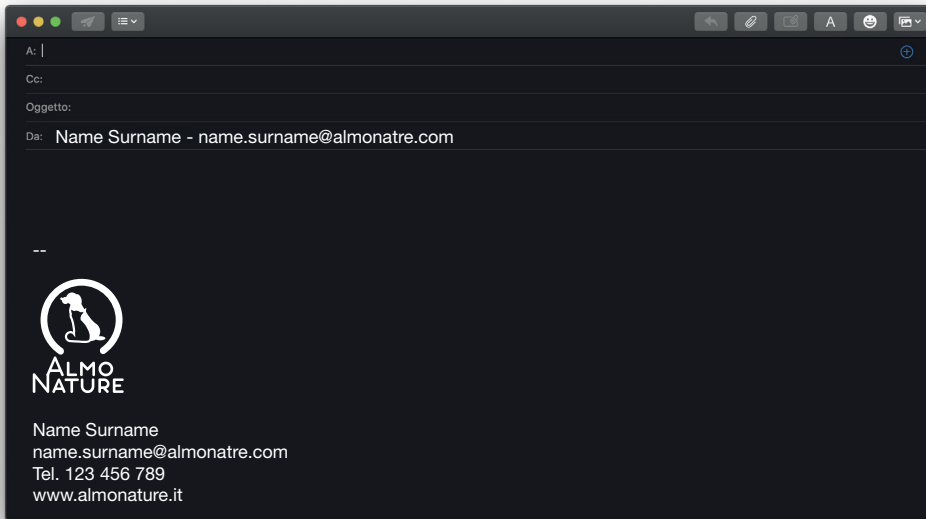 A
A:
Cc:
Oggetto:
Da: Name Surname - name.surname@almonatre.com
--
ALMO
NATURE
Name Surname
name.surname@almonatre.com
Tel. 123 456 789
www.almonature.it